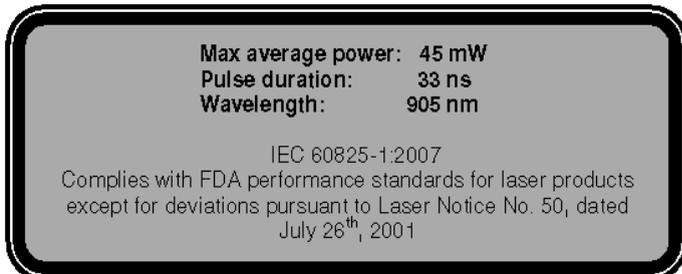 Max average power: 45 mW
Pulse duration: 33 ns
Wavelength: 905 nm
IEC 60825-1:2007
Complies with FDA performance standards for laser products
except for deviations pursuant to Laser Notice No. 50, dated
July 26th, 2001